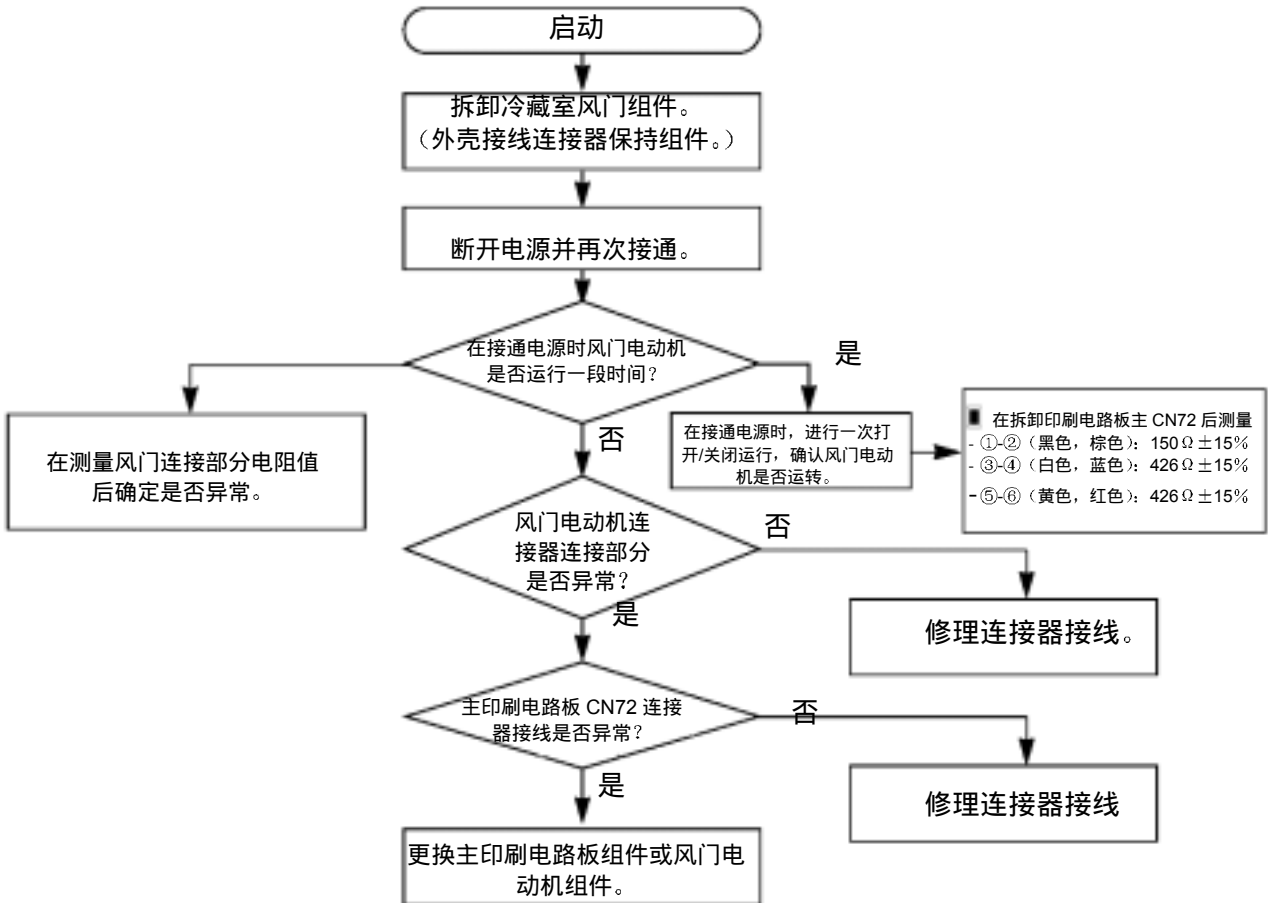 启动
拆卸冷藏室风门组件。
（外壳接线连接器保持组件。）
断开电源并再次接通。
在接通电源时风门电动机
是否运行一段时间？
是
在测量风门连接部分电阻值
后确定是否异常。
否
在接通电源时，进行一次打
开/关闭运行，确认风门电动
机是否运转。
■ 在拆卸印刷电路板主 CN72 后测量
- ①-②（黑色，棕色）：150Ω±15%
- ③-④（白色，蓝色）：426Ω±15%
- ⑤-⑥（黄色，红色）：426Ω±15%
风门电动机连
接器连接部分
是否异常？
否
是
修理连接器接线。
主印刷电路板 CN72 连接
器接线是否异常？
否
是
修理连接器接线
更换主印刷电路板组件或风门电
动机组件。